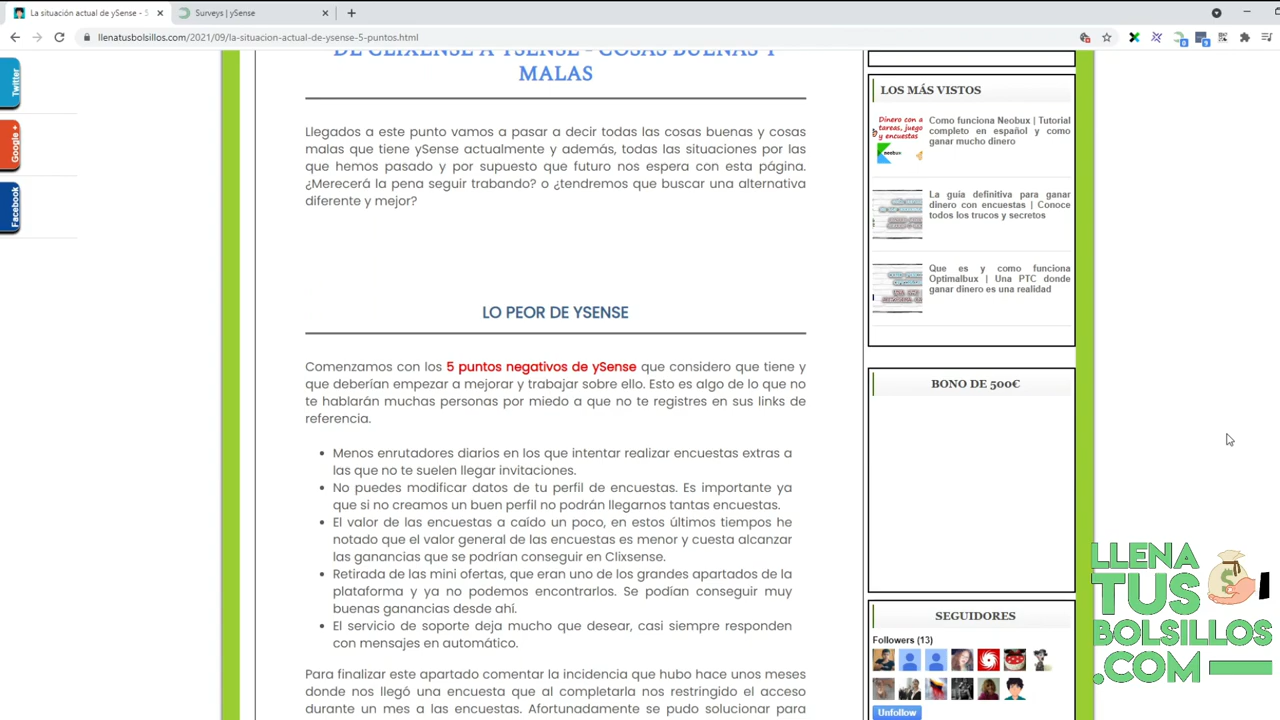 La situación actual de ySense - 5
Surveys | ySense
llenatusbolsillos.com/2021/09/la-situacion-actual-de-ysense-5-puntos.html
Twitter
Google +
Facebook
DE CLIXSENSE A YSENSE - COSAS BUENAS Y
MALAS
Llegados a este punto vamos a pasar a decir todas las cosas buenas y cosas
malas que tiene ySense actualmente y además, todas las situaciones por las
que hemos pasado y por supuesto que futuro nos espera con esta página.
¿Merecerá la pena seguir trabando? o ¿tendremos que buscar una alternativa
diferente y mejor?
LO PEOR DE YSENSE
Comenzamos con los 5 puntos negativos de ySense que considero que tiene y
que deberían empezar a mejorar y trabajar sobre ello. Esto es algo de lo que no
te hablarán muchas personas por miedo a que no te registres en sus links de
referencia.
• Menos enrutadores diarios en los que intentar realizar encuestas extras a
las que no te suelen llegar invitaciones.
• No puedes modificar datos de tu perfil de encuestas. Es importante ya
que si no creamos un buen perfil no podrán llegarnos tantas encuestas.
• El valor de las encuestas a caído un poco, en estos últimos tiempos he
notado que el valor general de las encuestas es menor y cuesta alcanzar
las ganancias que se podrían conseguir en Clixsense.
• Retirada de las mini ofertas, que eran uno de los grandes apartados de la
plataforma y ya no podemos encontrarlos. Se podían conseguir muy
buenas ganancias desde ahí.
• El servicio de soporte deja mucho que desear, casi siempre responden
con mensajes en automático.
Para finalizar este apartado comentar la incidencia que hubo hace unos meses
donde nos llegó una encuesta que al completarla nos restringido el acceso
durante un mes a las encuestas. Afortunadamente se pudo solucionar para
LOS MÁS VISTOS
Dinero con
tareas, juego
y encuestas
neobux
Como funciona Neobux | Tutorial
completo en español y como
ganar mucho dinero
La guía definitiva para ganar
dinero con encuestas | Conoce
todos los trucos y secretos
Que es y como funciona
Optimalbux | Una PTC donde
ganar dinero es una realidad
BONO DE 500€
SEGUIDORES
Followers (13)
Unfollow
LLENA
TUS
BOLSILLOS
.COM